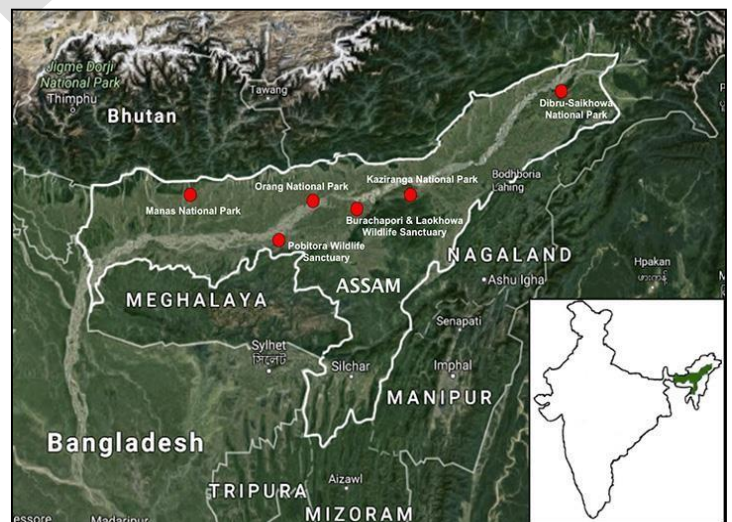 Jigme Dorji
National Park
Thimphu
Bhutan
Tawang
Dibru-Saikhowa
National Park
Bodhboria
Lahing
Kaziranga National Park
Orang National Park
Manas National Park
Burachapori & Laokhowa
Wildlife Sanctuary
Pobitora Wildlife
Sanctuary
NAGALAND
Hpakan
ASSAM
Ashu Igha
MEGHALAYA
Senapati
Sylhet
সিলেট
Silchar
Imphal
MANIPUR
Bangladesh
Aizawl
TRIPURA
MIZORAM
essore
Madaripur